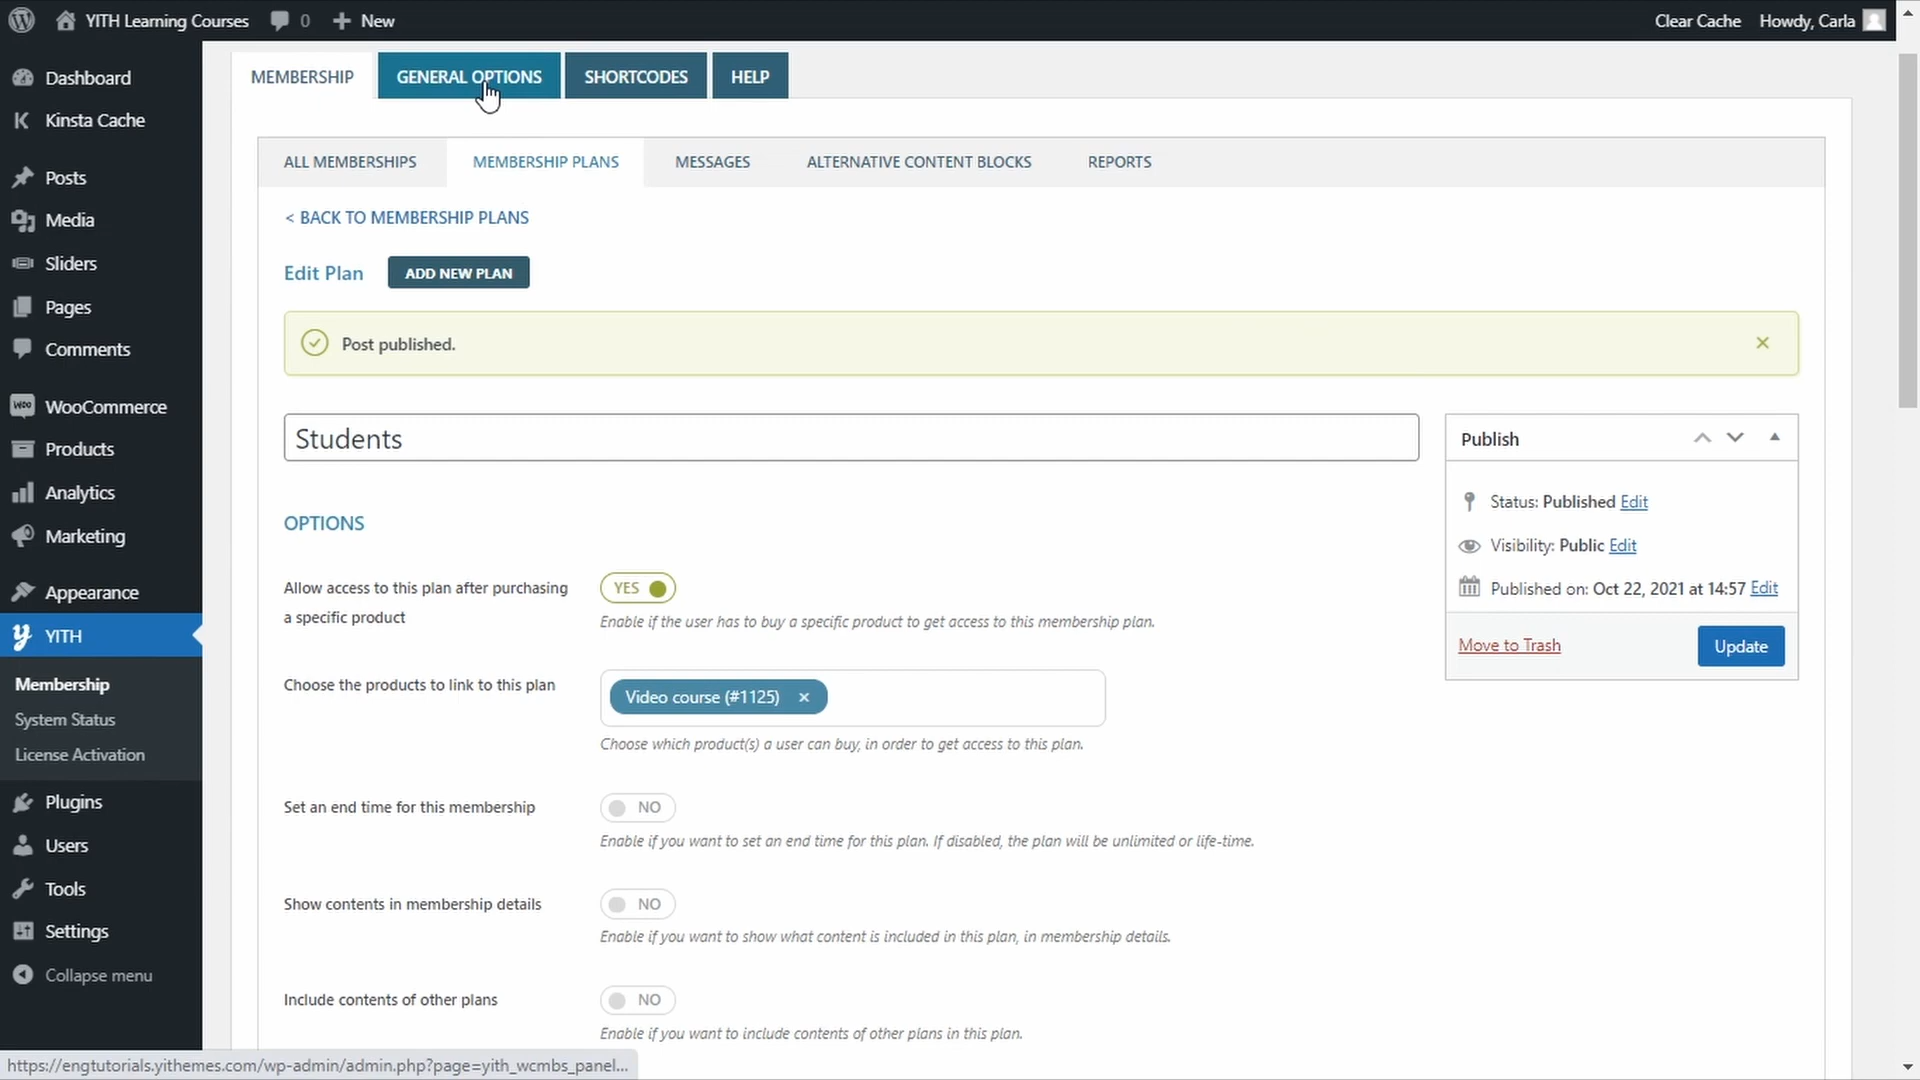 YITH Learning Courses 0 New Clear Cache Howdy, Carla
Dashboard
Kinsta Cache
Posts
Media
Sliders
Pages
Comments
WooCommerce
Products
Analytics
Marketing
Appearance
YITH
Membership
System Status
License Activation
Plugins
Users
Tools
Settings
Collapse menu
MEMBERSHIP GENERAL OPTIONS SHORTCODES HELP
ALL MEMBERSHIPS MEMBERSHIP PLANS MESSAGES ALTERNATIVE CONTENT BLOCKS REPORTS
< BACK TO MEMBERSHIP PLANS
Edit Plan ADD NEW PLAN
Post published.
Students
OPTIONS
Allow access to this plan after purchasing
a specific product
YES
Enable if the user has to buy a specific product to get access to this membership plan.
Choose the products to link to this plan
Video course (#1125) ×
Choose which product(s) a user can buy, in order to get access to this plan.
Set an end time for this membership
NO
Enable if you want to set an end time for this plan. If disabled, the plan will be unlimited or life-time.
Show contents in membership details
NO
Enable if you want to show what content is included in this plan, in membership details.
Include contents of other plans
NO
Enable if you want to include contents of other plans in this plan.
Publish
Status: Published Edit
Visibility: Public Edit
Published on: Oct 22, 2021 at 14:57 Edit
Move to Trash Update
https://engtutorials.yithemes.com/wp-admin/admin.php?page=yith_wcmbs_panel...